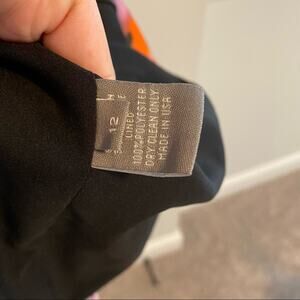 12
LINED
100% POLYESTER
DRY CLEAN ONLY
MADE IN USA